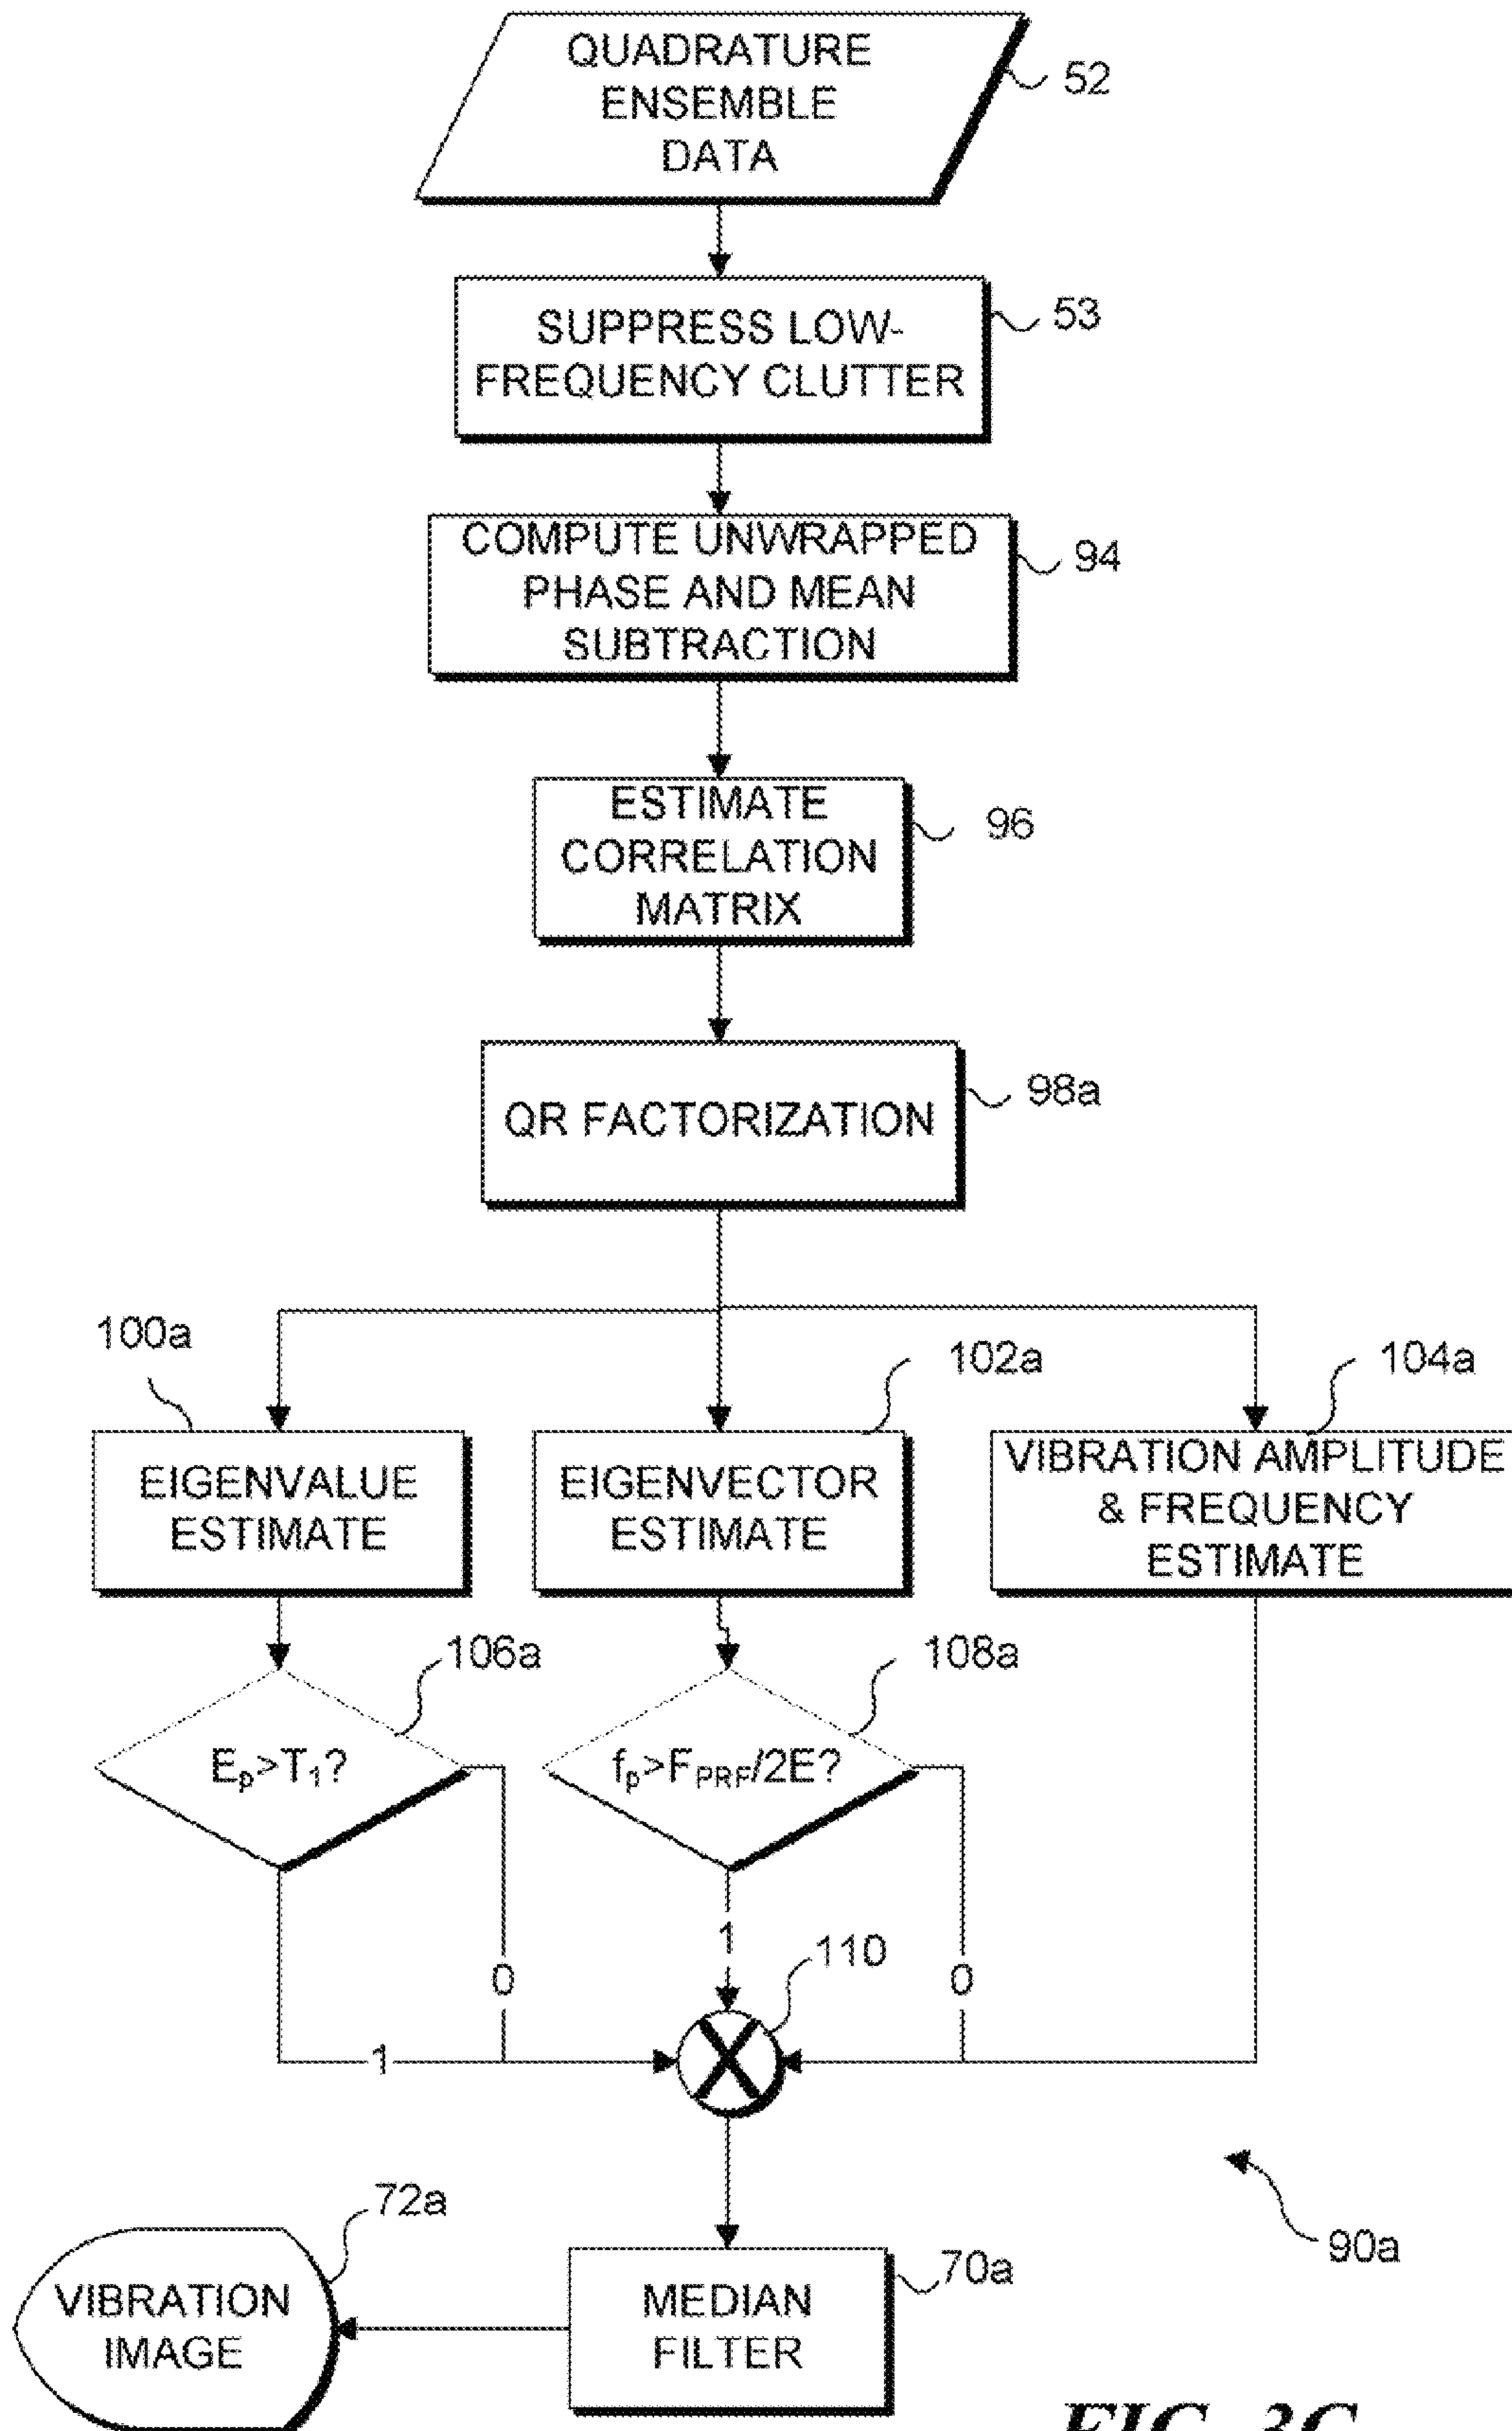 QUADRATURE
ENSEMBLE
DATA
52
SUPPRESS LOW-
FREQUENCY CLUTTER
53
COMPUTE UNWRAPPED
PHASE AND MEAN
SUBTRACTION
94
ESTIMATE
CORRELATION
MATRIX
96
QR FACTORIZATION
98a
100a
102a
104a
EIGENVALUE
ESTIMATE
EIGENVECTOR
ESTIMATE
VIBRATION AMPLITUDE
& FREQUENCY
ESTIMATE
106a
108a
Ep>T1?
fp>FPRF/2E?
1
110
0
0
1
72a
90a
70a
VIBRATION
IMAGE
MEDIAN
FILTER
FIG. 3C